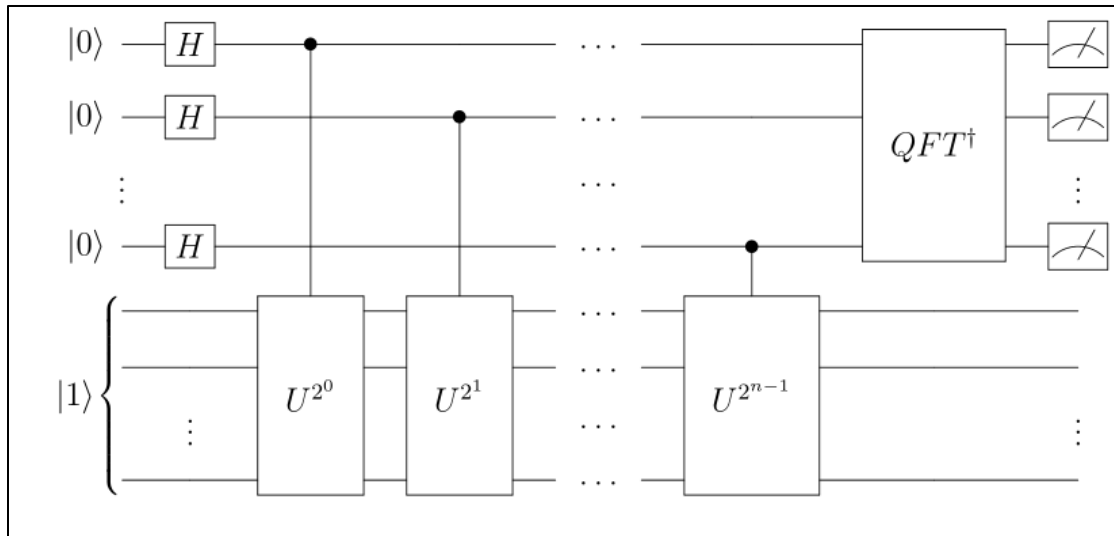 |0⟩ H ···
|0⟩ H ···
⋮ ··· QFT† ⋮
|0⟩ H ···
···
···
|1⟩ U^{2^0} U^{2^1} U^{2^{n-1}}
⋮ ··· ⋮
···